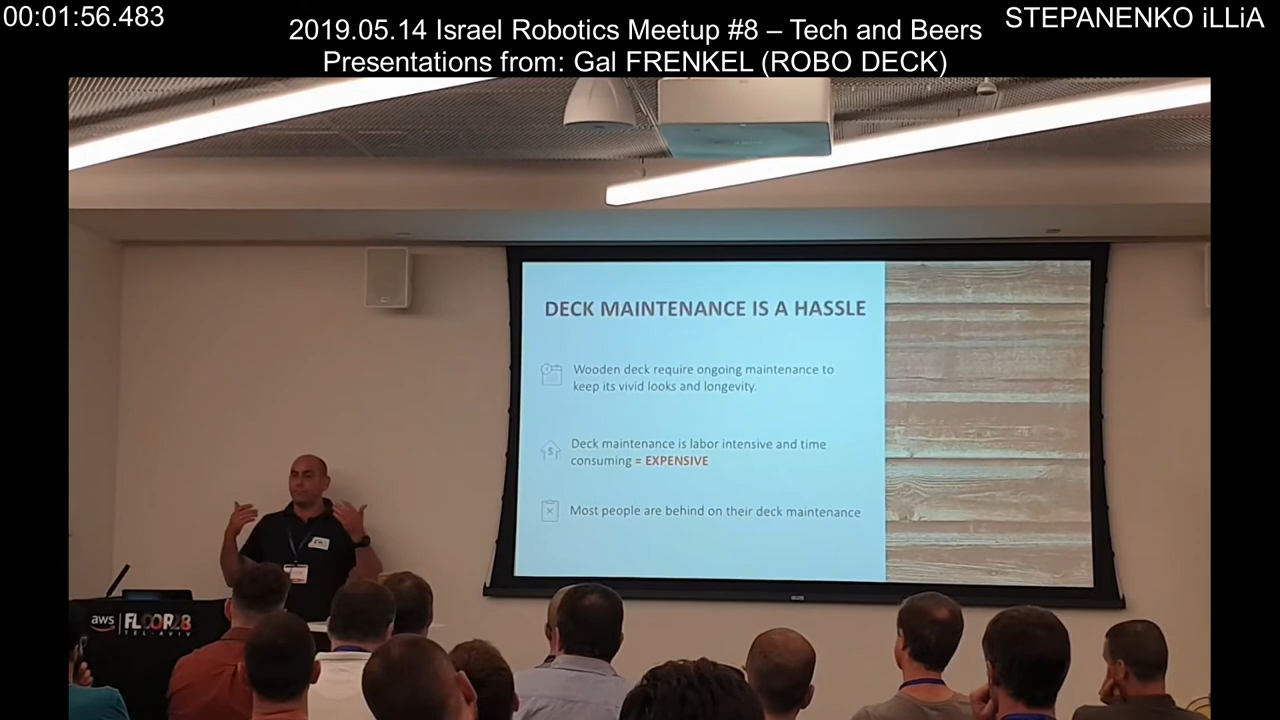 00:01:56.483
2019.05.14 Israel Robotics Meetup #8 – Tech and Beers
STEPANENKO iLLiA
Presentations from: Gal FRENKEL (ROBO DECK)
DECK MAINTENANCE IS A HASSLE
Wooden deck require ongoing maintenance to
keep its vivid looks and longevity.
Deck maintenance is labor intensive and time
consuming = EXPENSIVE
Most people are behind on their deck maintenance
aws FLOOR28
TEL-AVIV